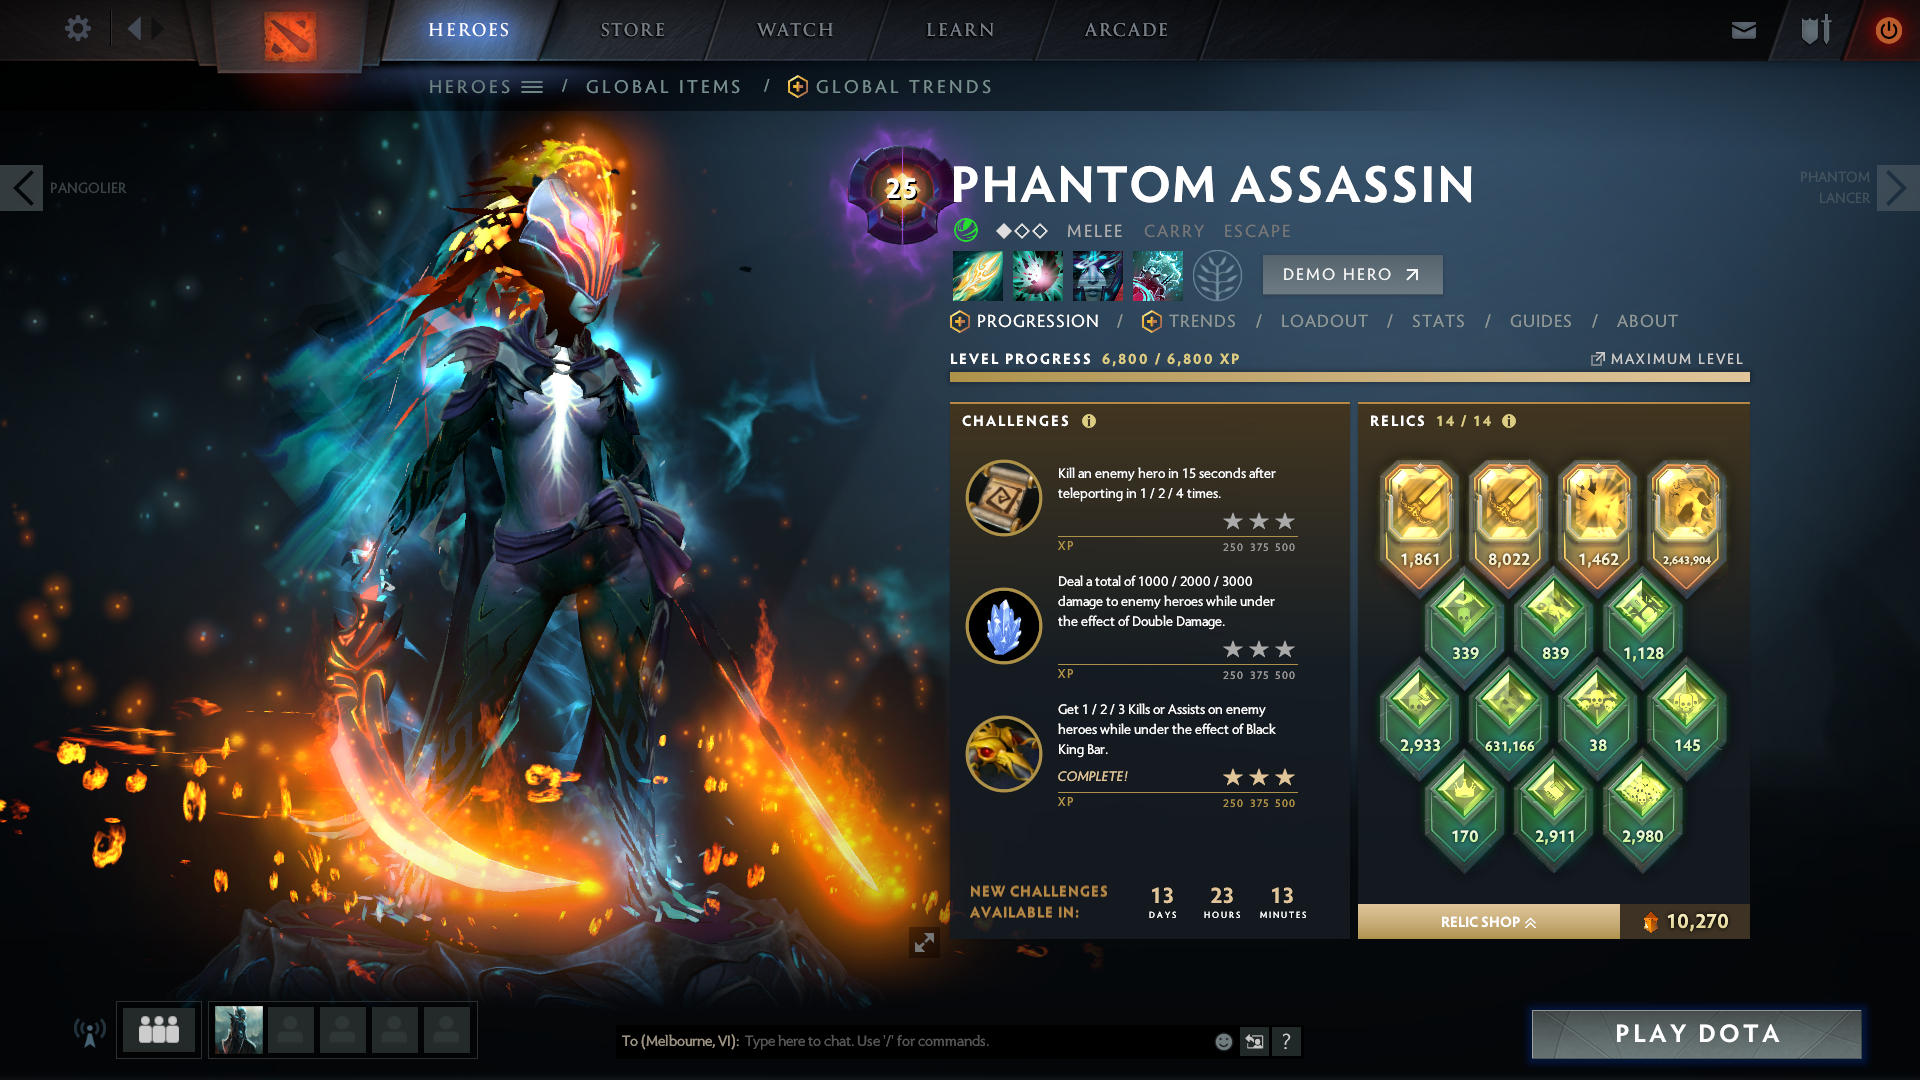 HEROES
STORE
WATCH
LEARN
ARCADE
HEROES / GLOBAL ITEMS / GLOBAL TRENDS
PANGOLIER
25
PHANTOM ASSASSIN
PHANTOM
LANCER
MELEE CARRY ESCAPE
DEMO HERO
PROGRESSION / TRENDS / LOADOUT / STATS / GUIDES / ABOUT
LEVEL PROGRESS 6,800 / 6,800 XP
MAXIMUM LEVEL
CHALLENGES
Kill an enemy hero in 15 seconds after
teleporting in 1 / 2 / 4 times.
XP 250 375 500
Deal a total of 1000 / 2000 / 3000
damage to enemy heroes while under
the effect of Double Damage.
XP 250 375 500
Get 1 / 2 / 3 Kills or Assists on enemy
heroes while under the effect of Black
King Bar.
COMPLETE!
XP 250 375 500
NEW CHALLENGES
AVAILABLE IN:
13 23 13
DAYS HOURS MINUTES
RELICS 14 / 14
1,861 8,022 1,462 2,643,904
339 839 1,128
2,933 631,166 38 145
170 2,911 2,980
RELIC SHOP
10,270
To (Melbourne, VI): Type here to chat. Use '/' for commands.
?
PLAY DOTA